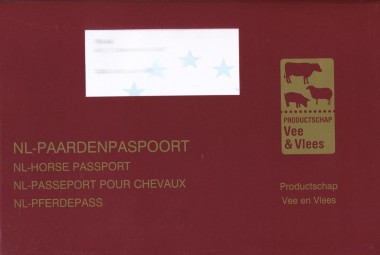 PRODUCTSCHAP
Vee
& Vlees
NL-PAARDENPASPOORT
NL-HORSE PASSPORT
NL-PASSEPORT POUR CHEVAUX
NL-PFERDEPASS
Productschap
Vee en Vlees